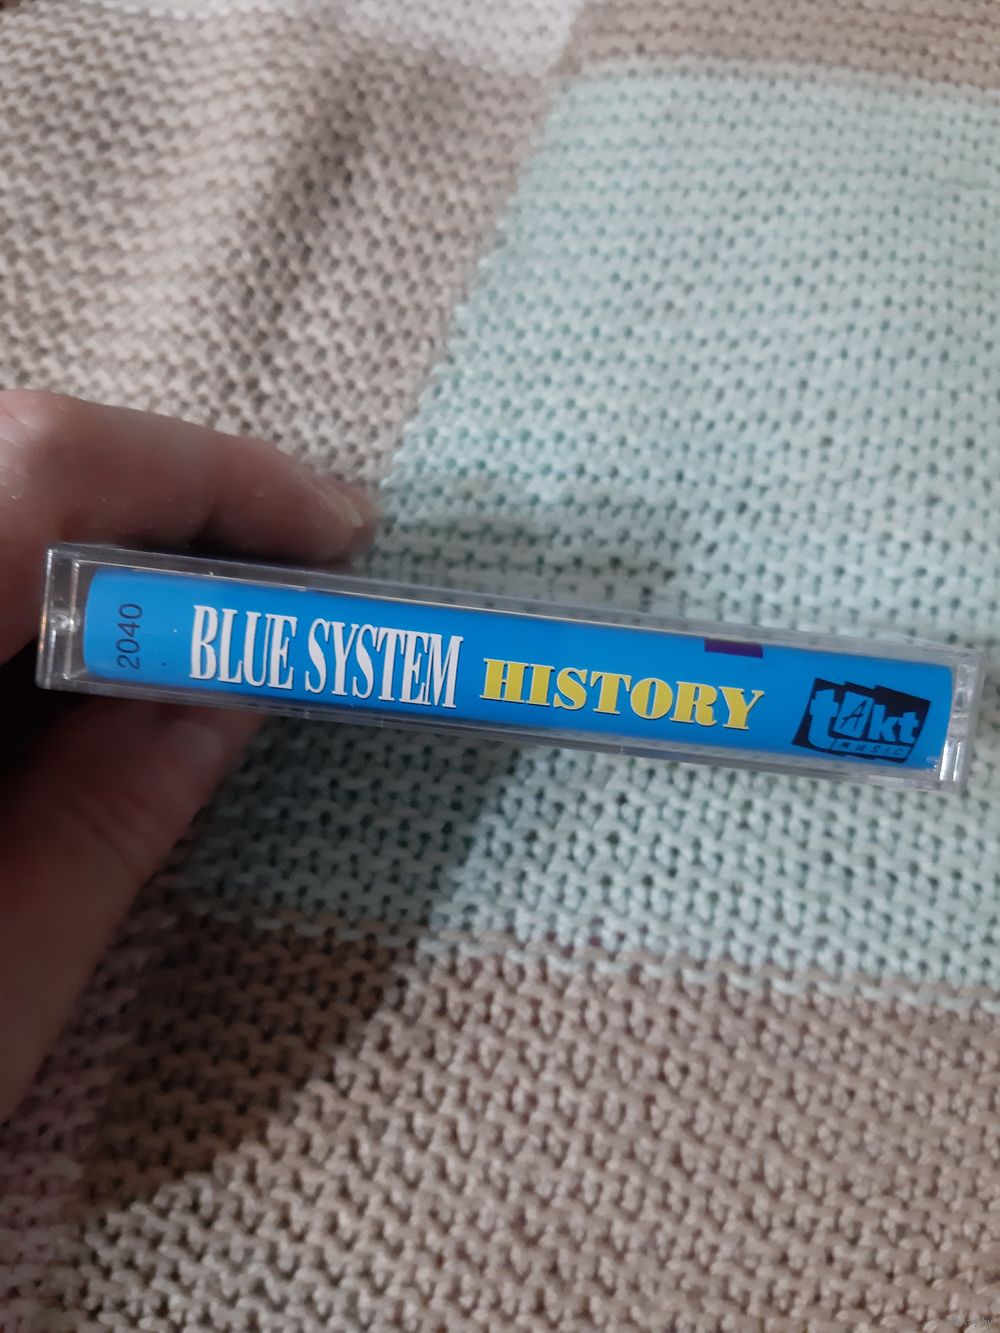 2040
BLUE SYSTEM HISTORY
takt
MUSIC